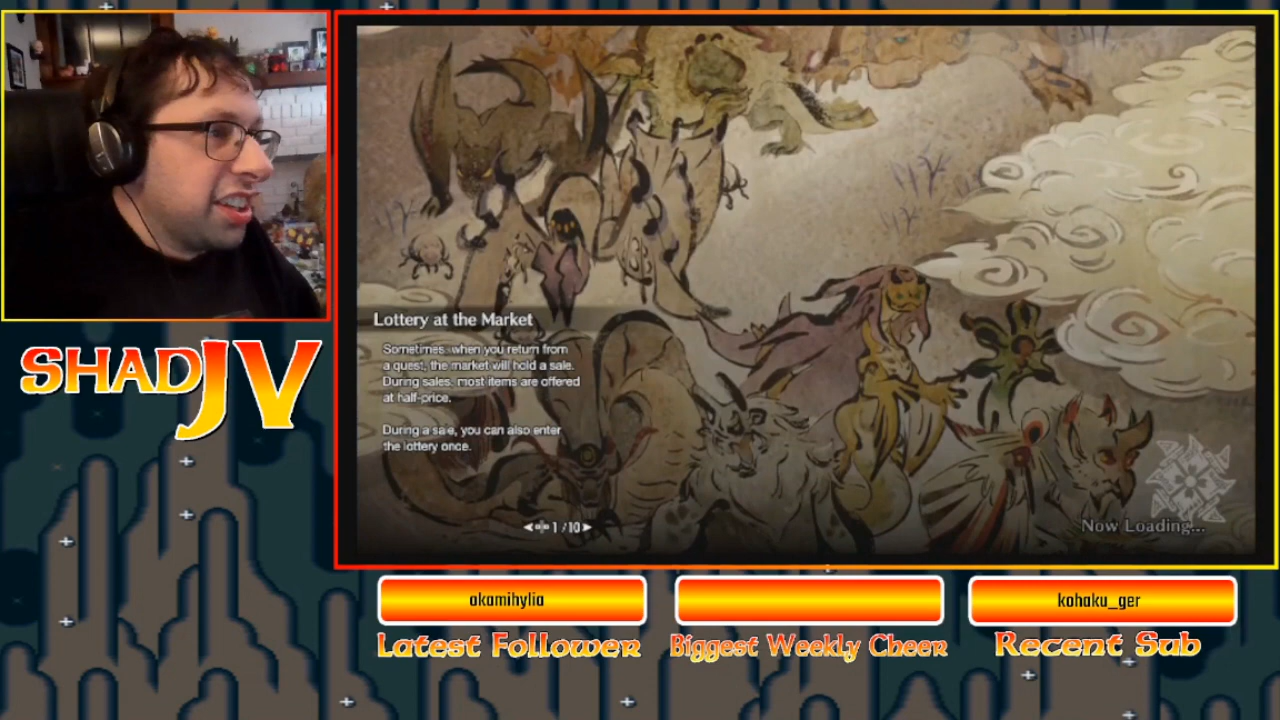 SHADJV
Lottery at the Market
Sometimes, when you return from
a quest, the market will hold a sale.
During sales, most items are offered
at half-price.
During a sale, you can also enter
the lottery once.
1 / 10
Now Loading...
akamihylia
kohaku_ger
Latest Follower
Biggest Weekly Cheer
Recent Sub